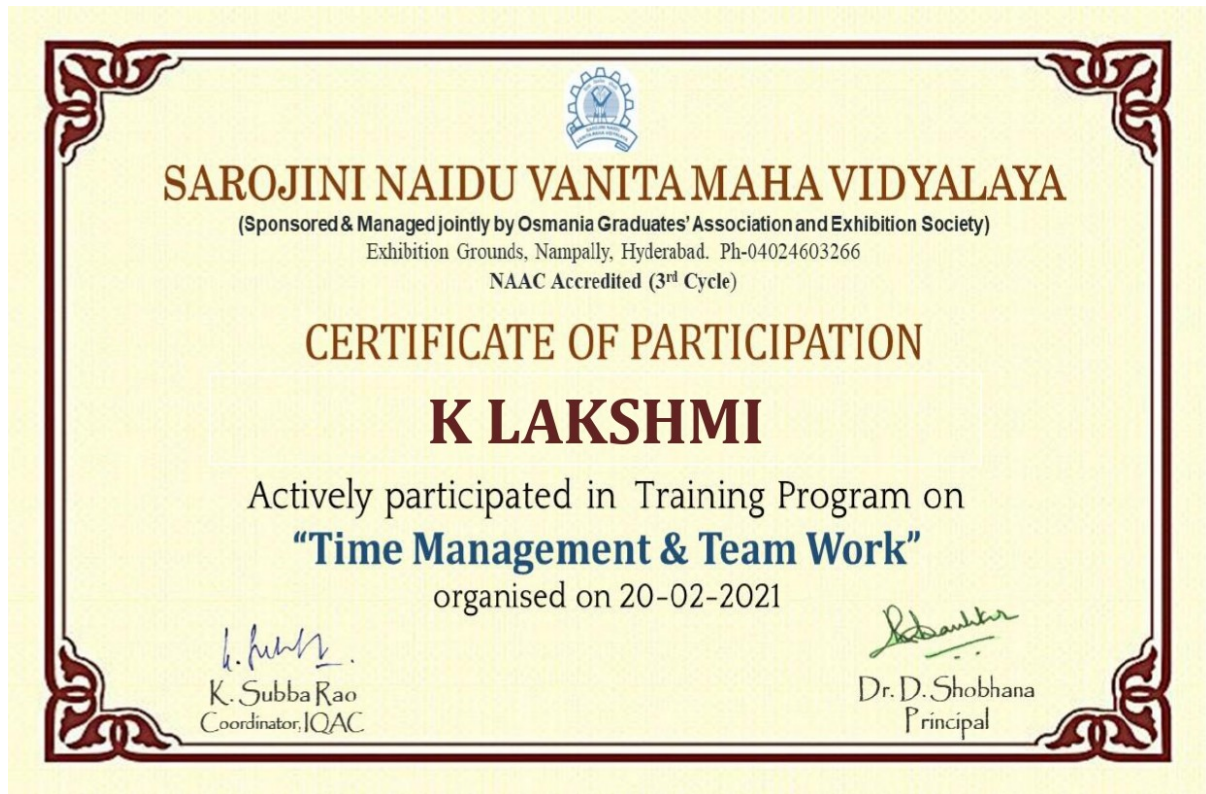 SAROJINI NAIDU VANITA MAHA VIDYALAYA
(Sponsored & Managed jointly by Osmania Graduates' Association and Exhibition Society)
Exhibition Grounds, Nampally, Hyderabad. Ph-04024603266
NAAC Accredited (3rd Cycle)
CERTIFICATE OF PARTICIPATION
K LAKSHMI
Actively participated in Training Program on
“Time Management & Team Work”
organised on 20-02-2021
K. Subba Rao
Coordinator, IQAC
Dr. D. Shobhana
Principal